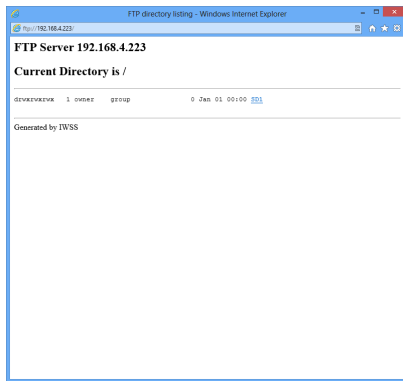 FTP directory listing - Windows Internet Explorer
ftp://192.168.4.223/
FTP Server 192.168.4.223
Current Directory is /
drwxrwxrwx 1 owner group 0 Jan 01 00:00 SD1
Generated by IWSS